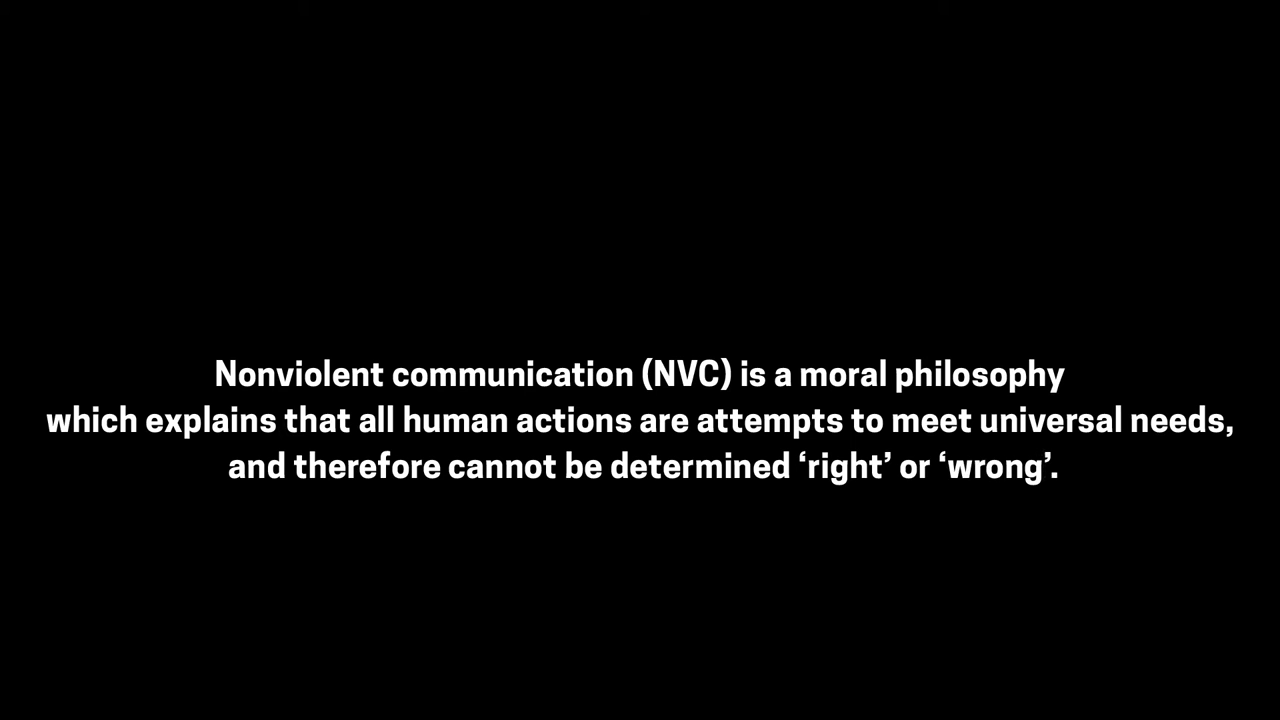 Nonviolent communication (NVC) is a moral philosophy
which explains that all human actions are attempts to meet universal needs,
and therefore cannot be determined ‘right’ or ‘wrong’.